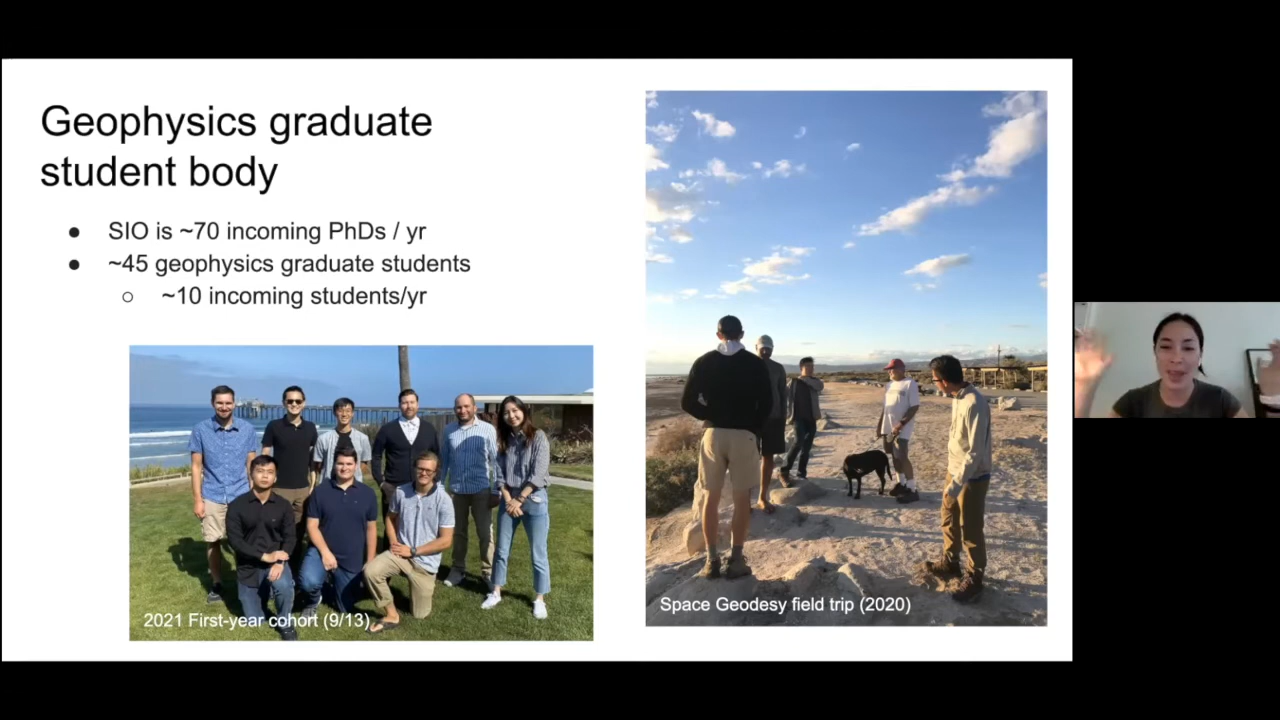 Geophysics graduate
student body
● SIO is ~70 incoming PhDs / yr
● ~45 geophysics graduate students
○ ~10 incoming students/yr
2021 First-year cohort (9/13)
Space Geodesy field trip (2020)